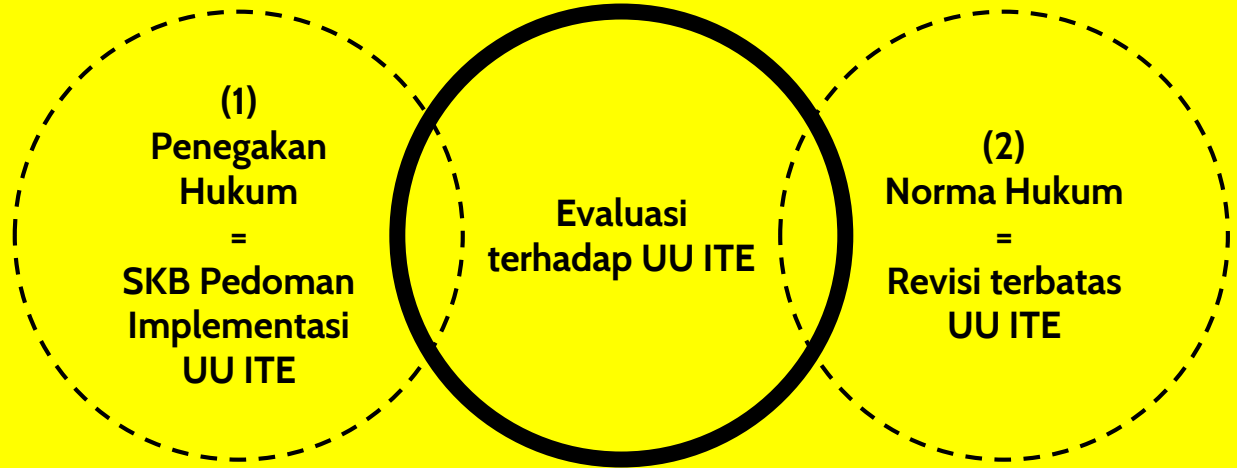 (1)
Penegakan
Hukum
=
SKB Pedoman
Implementasi
UU ITE
Evaluasi
terhadap UU ITE
(2)
Norma Hukum
=
Revisi terbatas
UU ITE